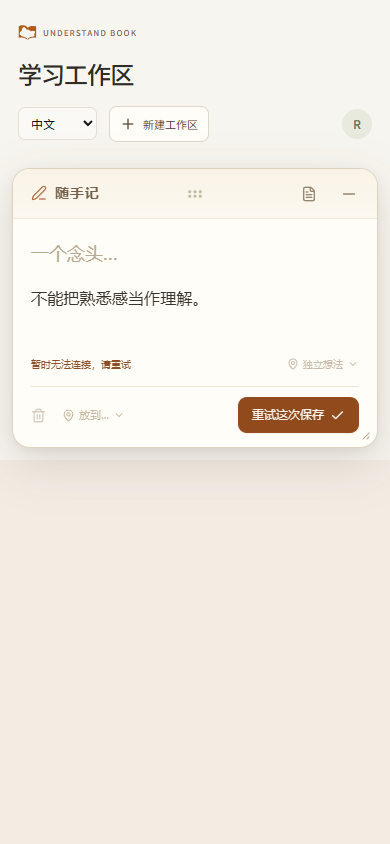 UNDERSTAND BOOK
学习工作区
中文
新建工作区
R
随手记
一个念头...
不能把熟悉感当作理解。
暂时无法连接，请重试
独立想法
放到...
重试这次保存